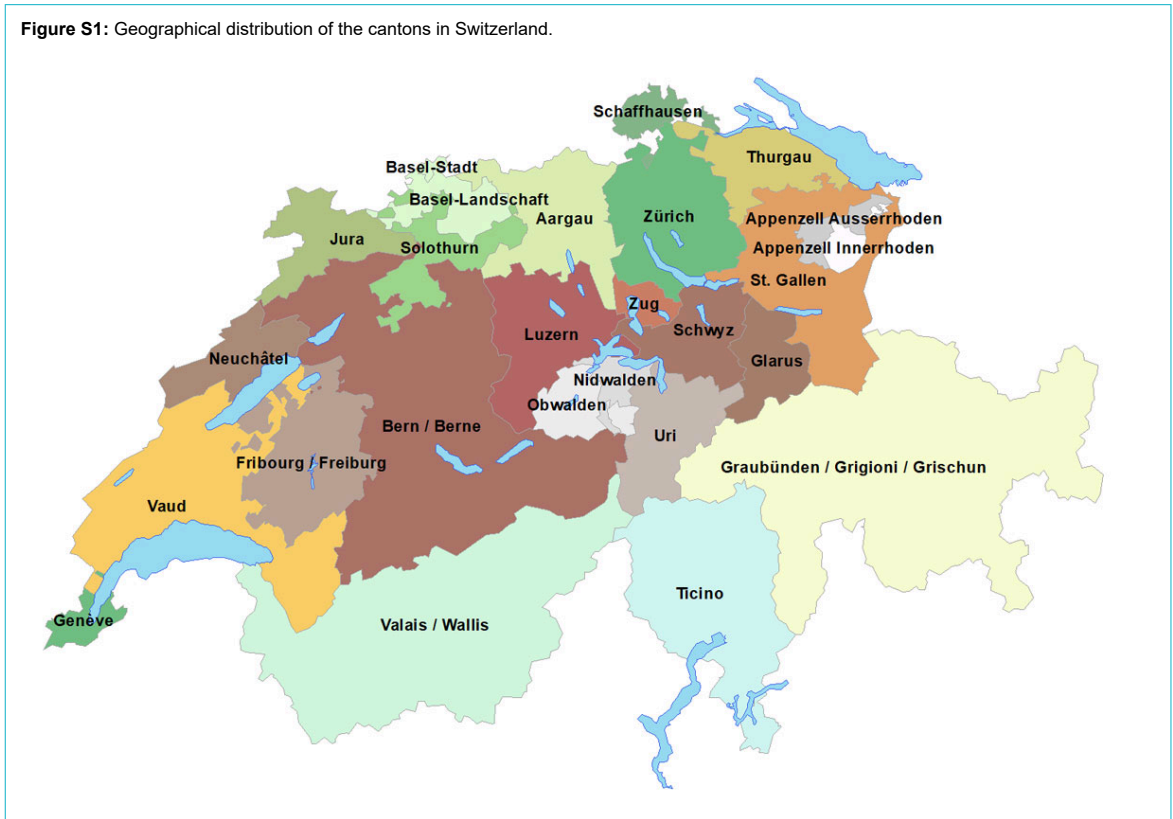 Figure S1: Geographical distribution of the cantons in Switzerland.
Schaffhausen
Thurgau
Basel-Stadt
Basel-Landschaft
Aargau
Zürich
Appenzell Ausserrhoden
Jura
Solothurn
Appenzell Innerrhoden
St. Gallen
Zug
Luzern
Schwyz
Neuchâtel
Glarus
Nidwalden
Obwalden
Bern / Berne
Uri
Fribourg / Freiburg
Graubünden / Grigioni / Grischun
Vaud
Ticino
Genève
Valais / Wallis